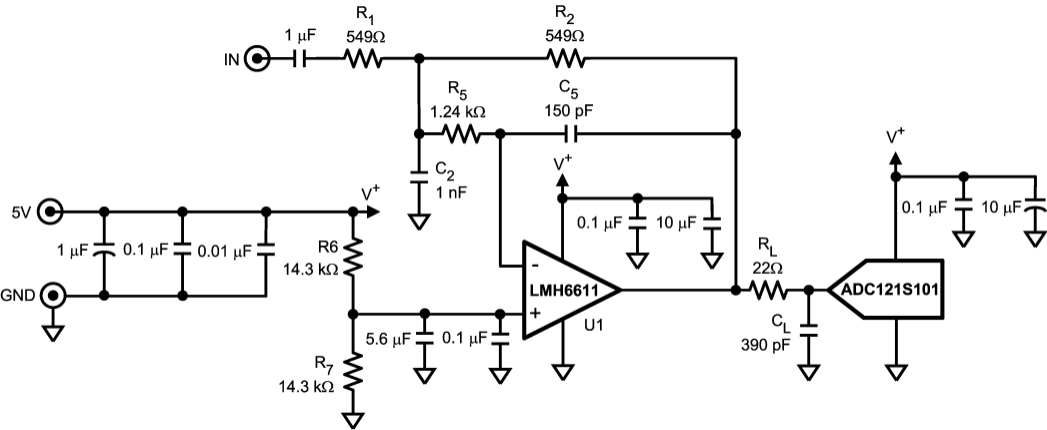 R1
549Ω
R2
549Ω
1 μF
IN
R5
1.24 kΩ
C5
150 pF
C2
1 nF
V+
V+
0.1 μF
10 μF
V+
0.1 μF
10 μF
5V
1 μF
0.1 μF
0.01 μF
GND
R6
14.3 kΩ
-
LMH6611
+
U1
RL
22Ω
ADC121S101
CL
390 pF
5.6 μF
0.1 μF
R7
14.3 kΩ